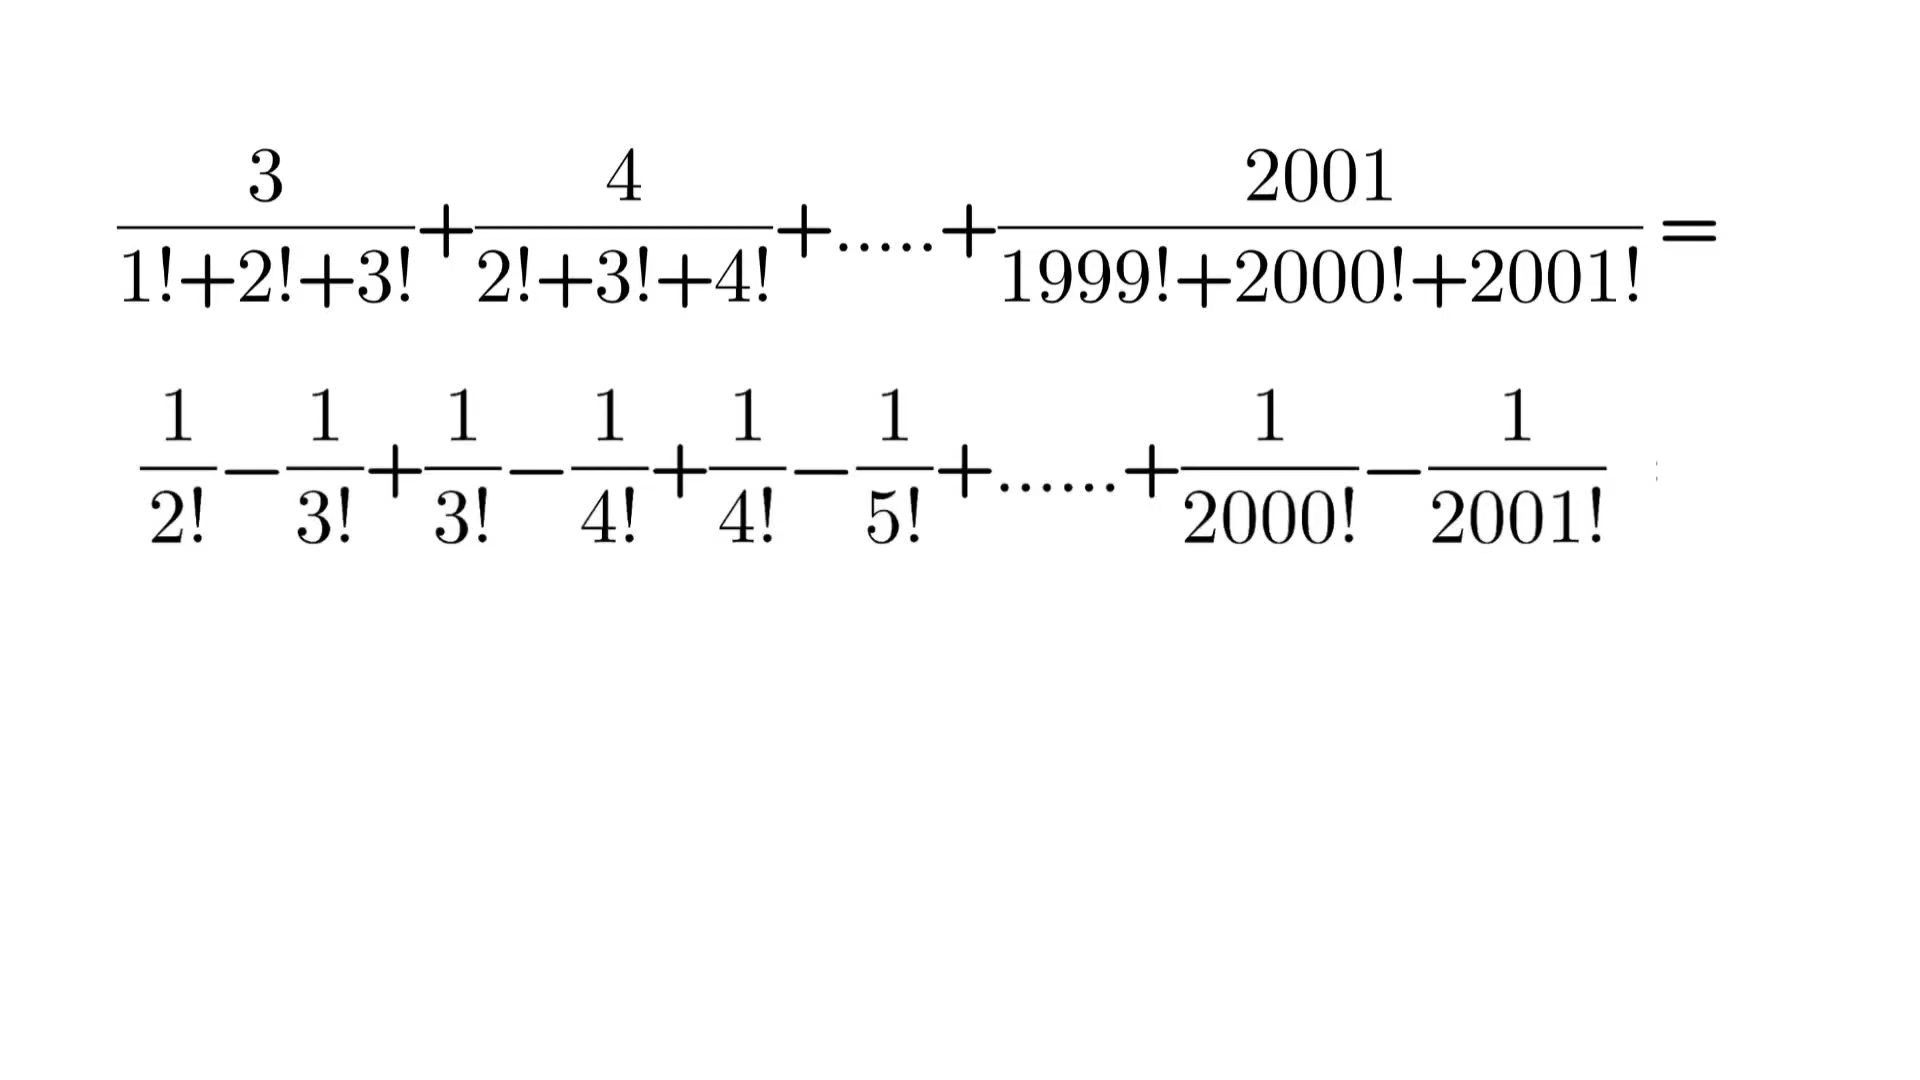 3/(1!+2!+3!) + 4/(2!+3!+4!) +.....+ 2001/(1999!+2000!+2001!) =
1/2! − 1/3! + 1/3! − 1/4! + 1/4! − 1/5! +......+ 1/2000! − 1/2001!